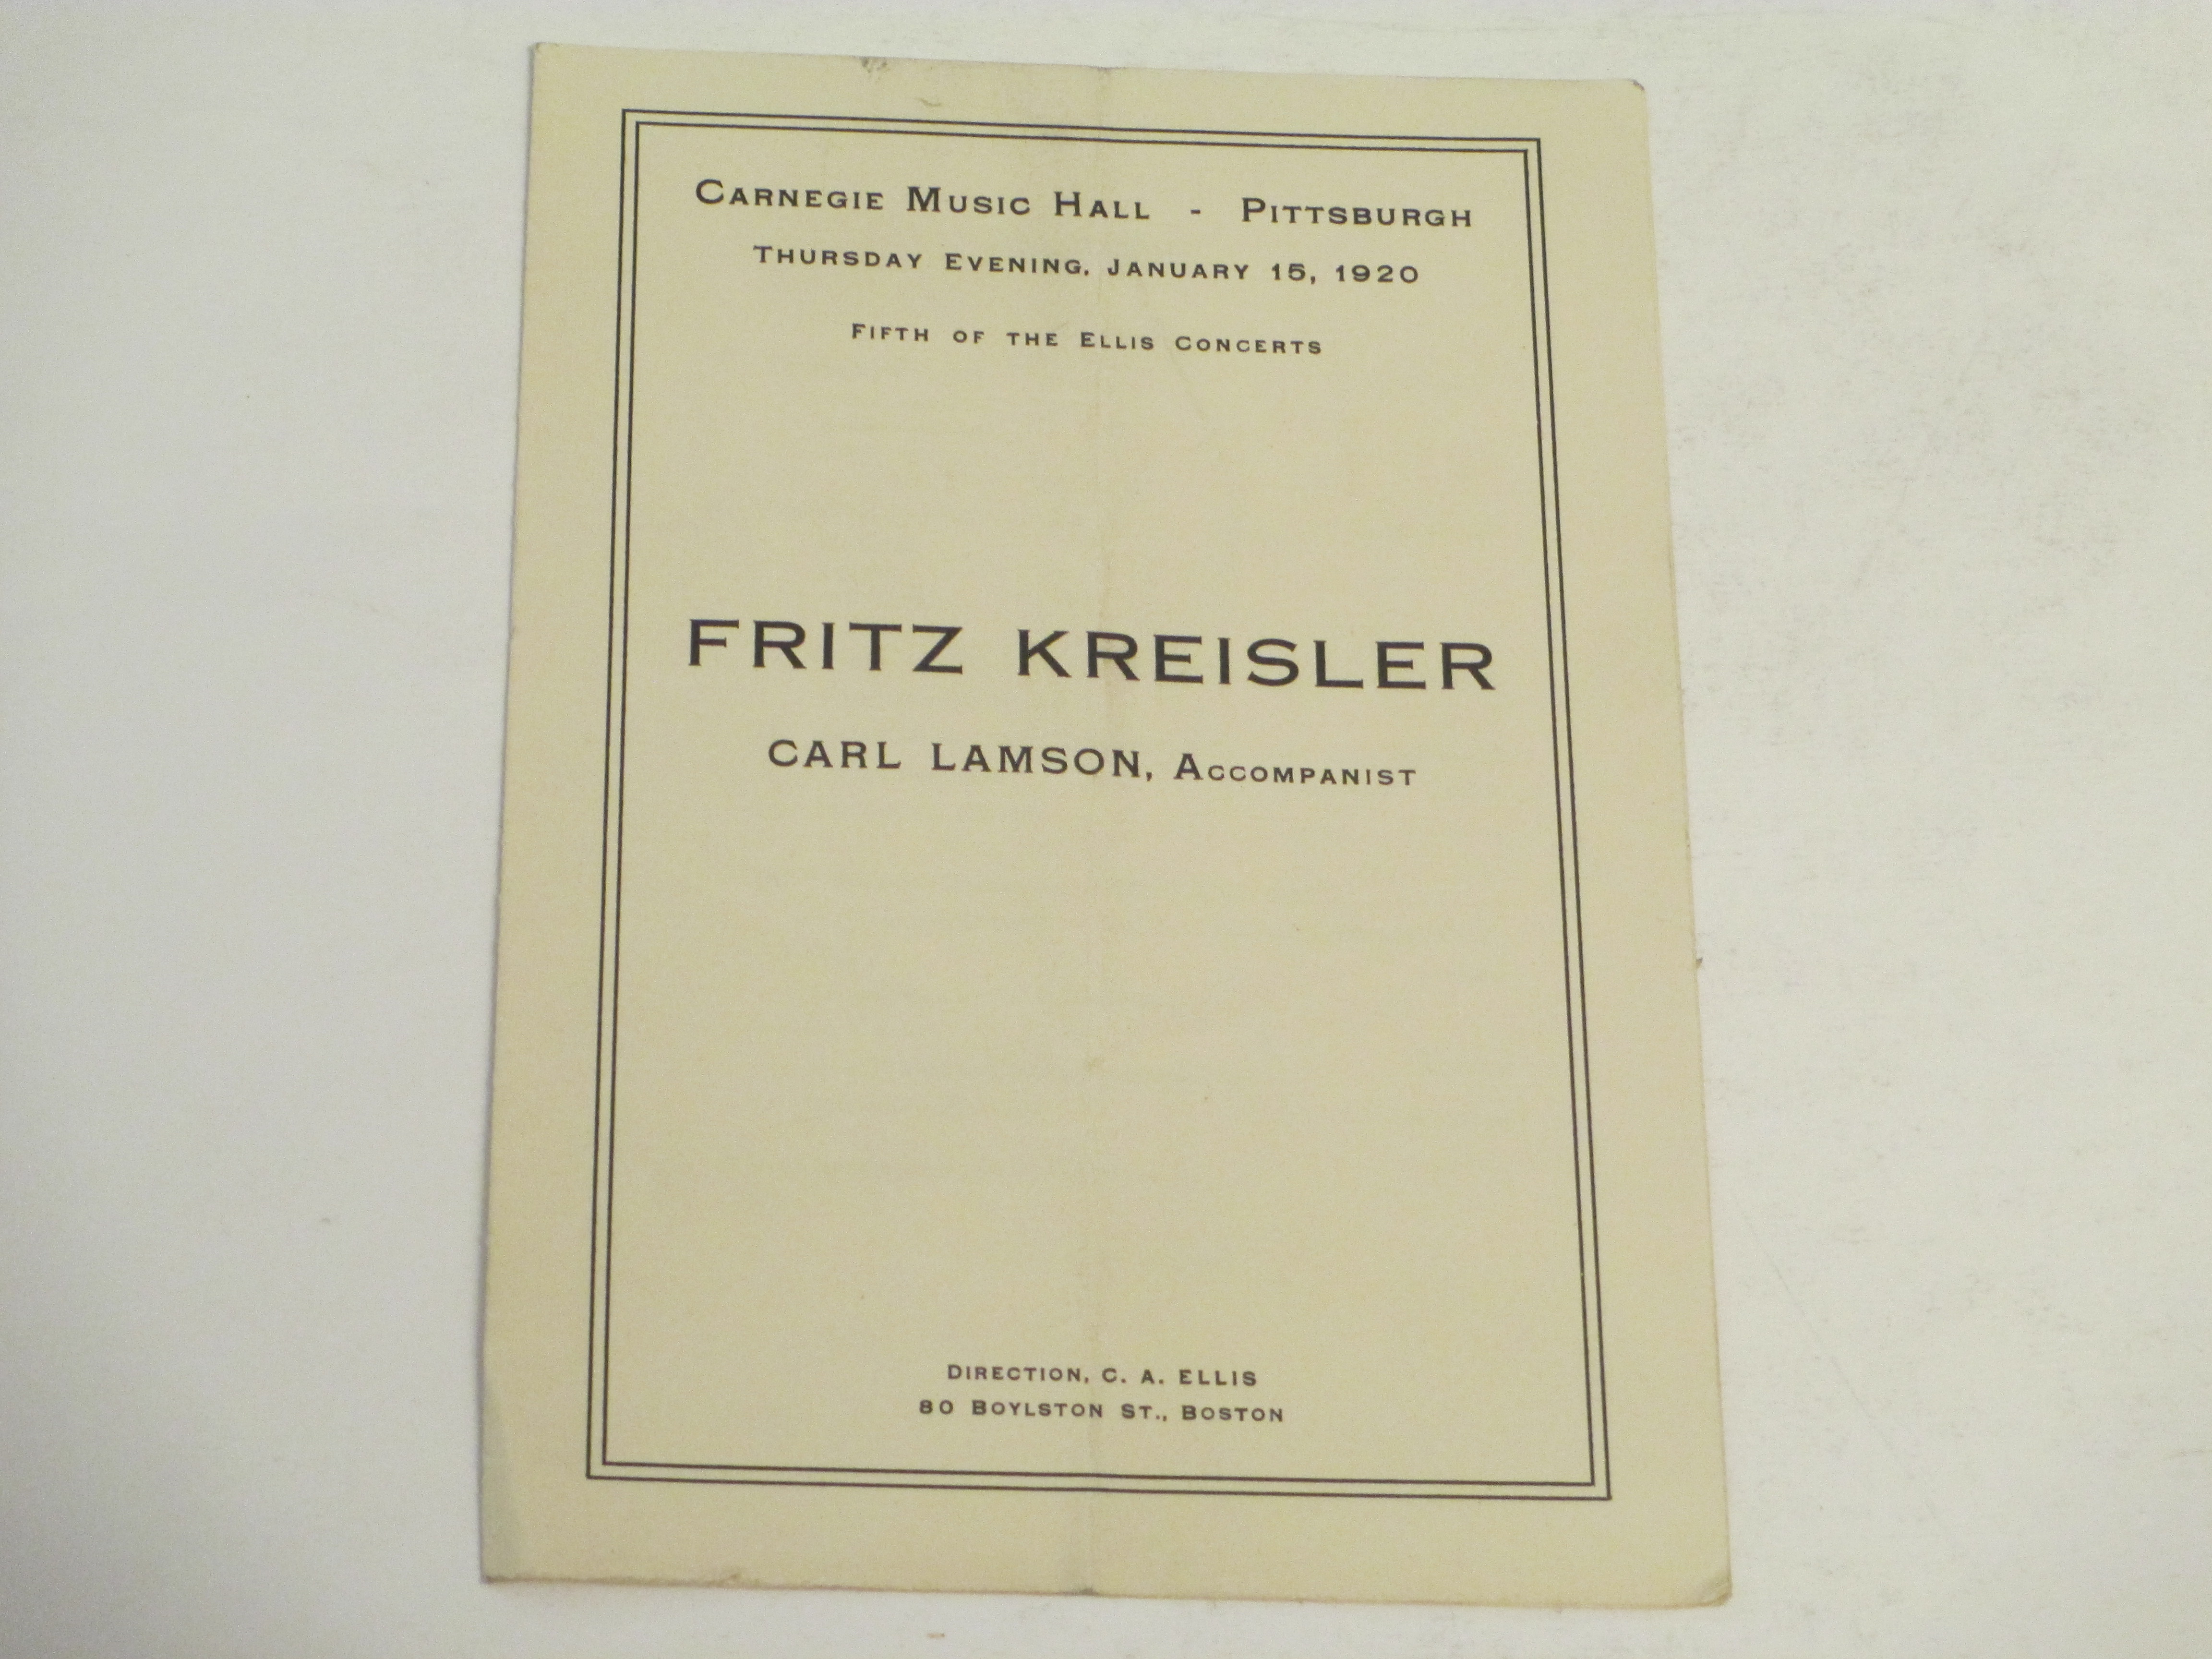 CARNEGIE MUSIC HALL - PITTSBURGH
THURSDAY EVENING, JANUARY 15, 1920
FIFTH OF THE ELLIS CONCERTS
FRITZ KREISLER
CARL LAMSON, ACCOMPANIST
DIRECTION, C. A. ELLIS
80 BOYLSTON ST., BOSTON